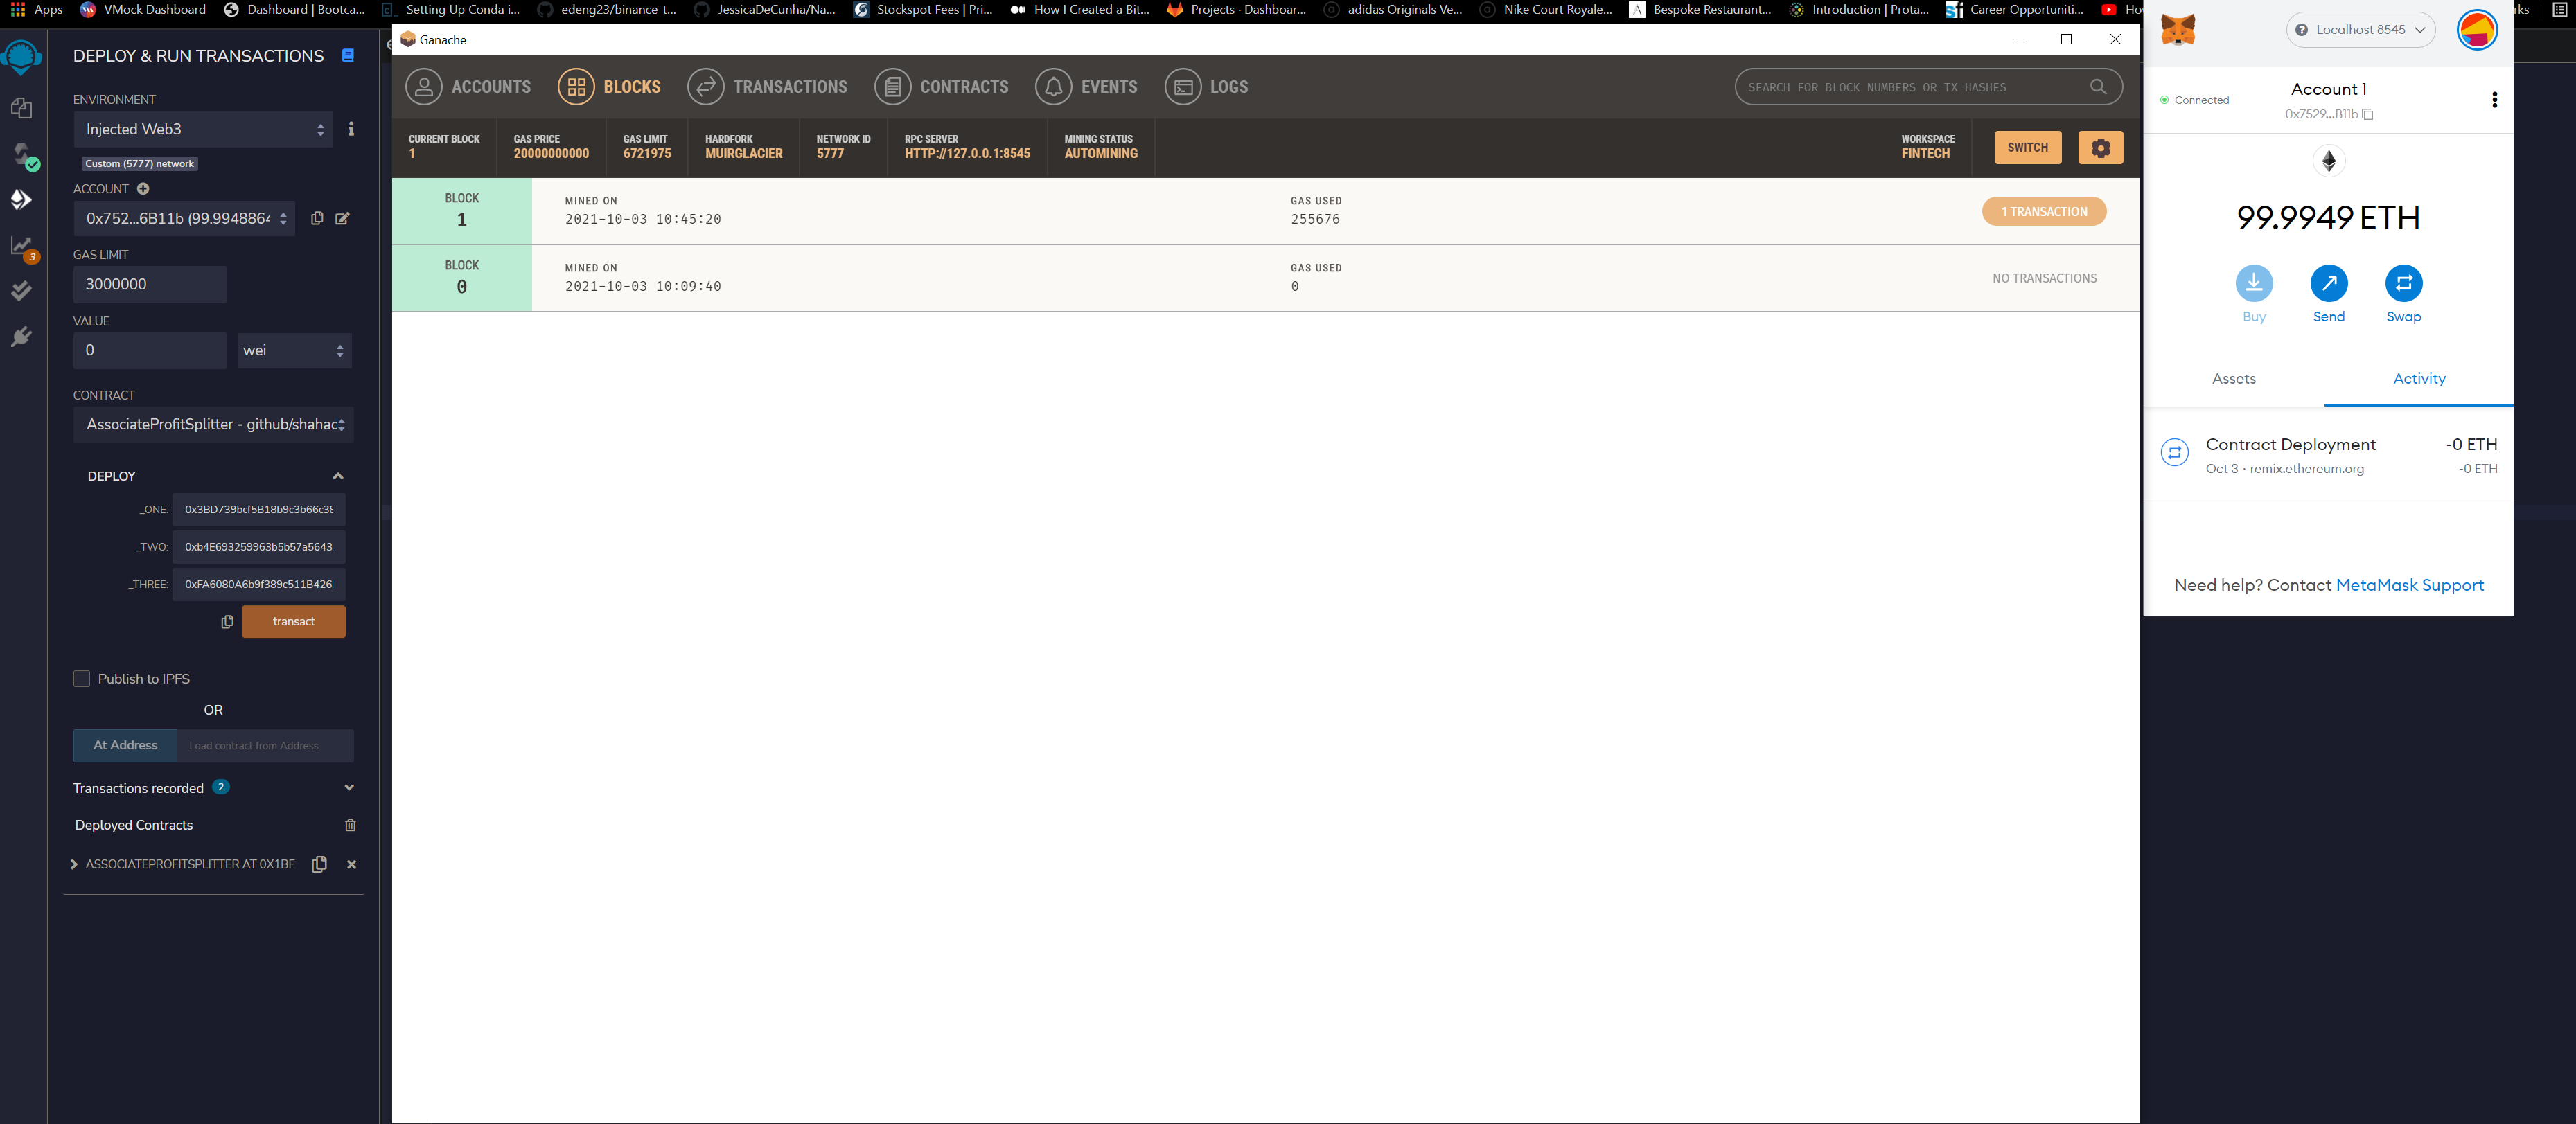 Apps VMock Dashboard Dashboard | Bootca... Setting Up Conda i... edeng23/binance-t... JessicaDeCunha/Na... Stockspot Fees | Pri... How I Created a Bit... Projects · Dashboar... adidas Originals Ve... Nike Court Royale... Bespoke Restaurant... Introduction | Prota... Career Opportuniti... Ho rks
DEPLOY & RUN TRANSACTIONS
ENVIRONMENT
Injected Web3
Custom (5777) network
ACCOUNT
0x752...6B11b (99.9948864
GAS LIMIT
3000000
VALUE
0 wei
CONTRACT
AssociateProfitSplitter - github/shahac
DEPLOY
_ONE: 0x3BD739bcf5B18b9c3b66c38
_TWO: 0xb4E693259963b5b57a5643
_THREE: 0xFA6080A6b9f389c511B426
transact
Publish to IPFS
OR
At Address Load contract from Address
Transactions recorded 2
Deployed Contracts
ASSOCIATEPROFITSPLITTER AT 0X1BF
3
Ganache
ACCOUNTS BLOCKS TRANSACTIONS CONTRACTS EVENTS LOGS
SEARCH FOR BLOCK NUMBERS OR TX HASHES
CURRENT BLOCK GAS PRICE GAS LIMIT HARDFORK NETWORK ID RPC SERVER MINING STATUS WORKSPACE
1 20000000000 6721975 MUIRGLACIER 5777 HTTP://127.0.0.1:8545 AUTOMINING FINTECH
SWITCH
BLOCK MINED ON GAS USED
1 2021-10-03 10:45:20 255676 1 TRANSACTION
BLOCK MINED ON GAS USED
0 2021-10-03 10:09:40 0 NO TRANSACTIONS
Localhost 8545
Connected
Account 1
0x7529...B11b
99.9949 ETH
Buy Send Swap
Assets Activity
Contract Deployment -0 ETH
Oct 3 · remix.ethereum.org -0 ETH
Need help? Contact MetaMask Support